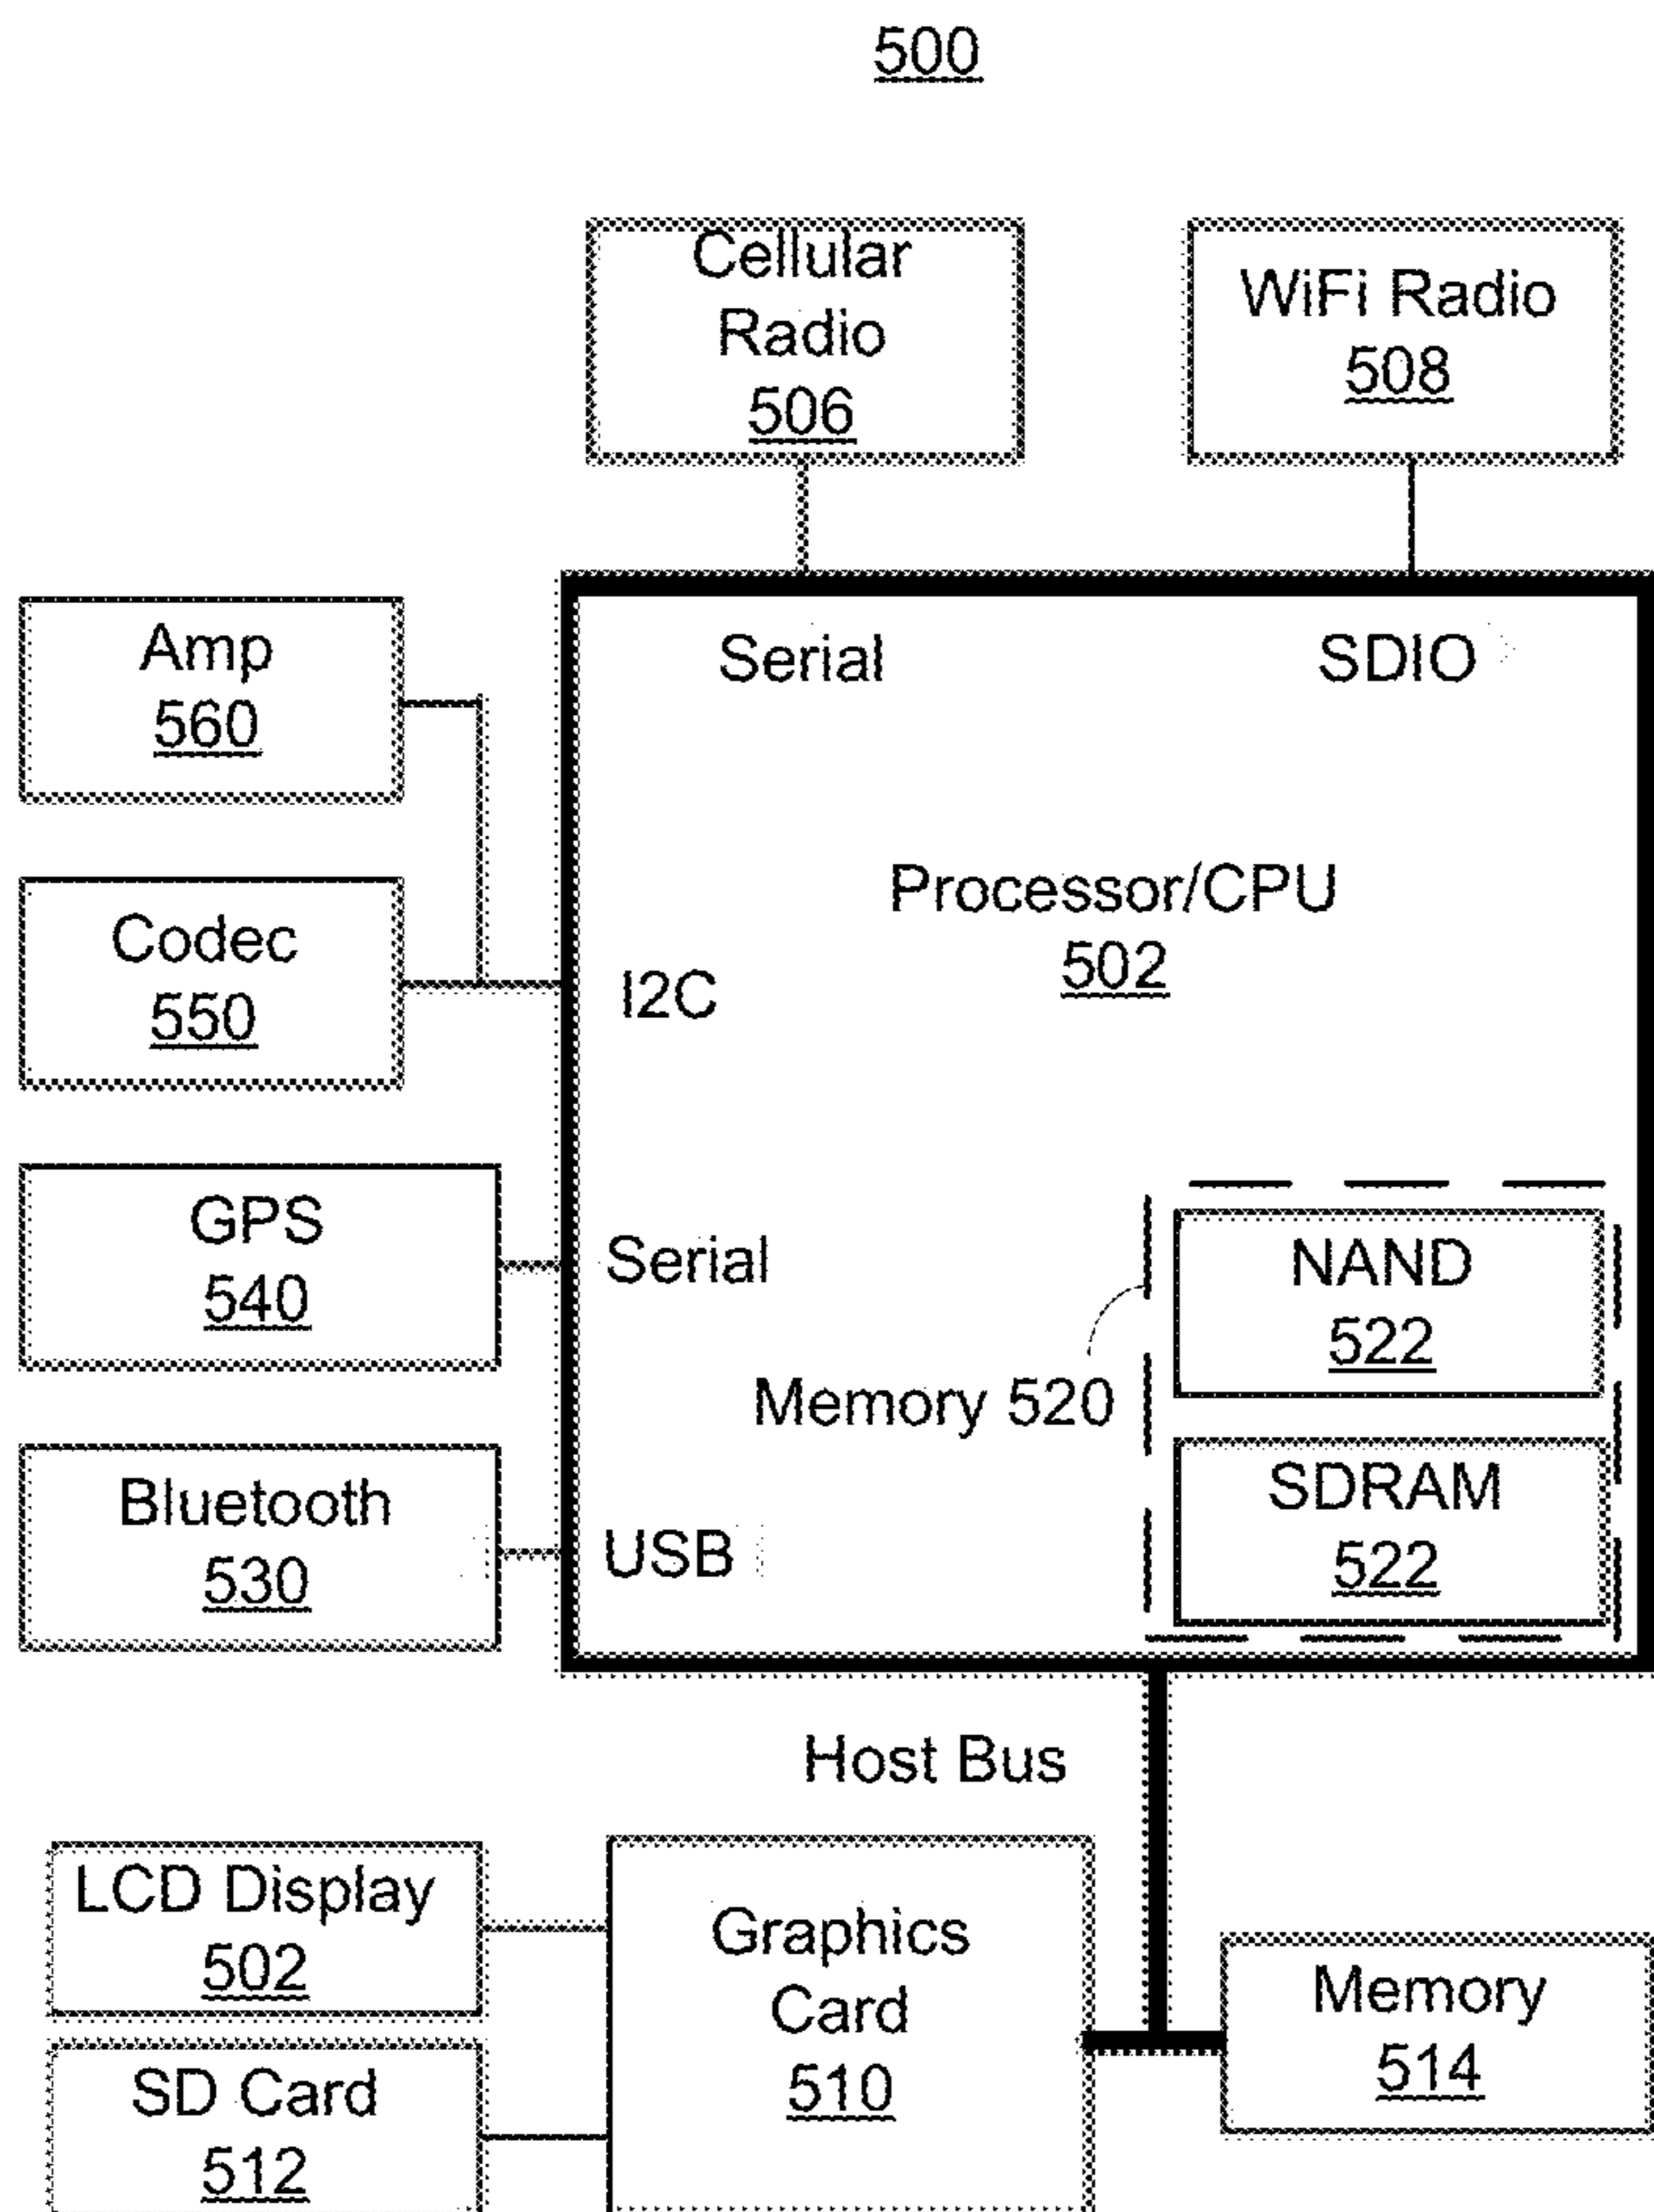 500
Cellular
Radio
506
WiFi Radio
508
Amp
560
Serial
SDIO
Codec
550
I2C
Processor/CPU
502
GPS
540
Serial
NAND
522
Memory 520
Bluetooth
530
USB
SDRAM
522
Host Bus
LCD Display
502
Graphics
Card
510
Memory
514
SD Card
512